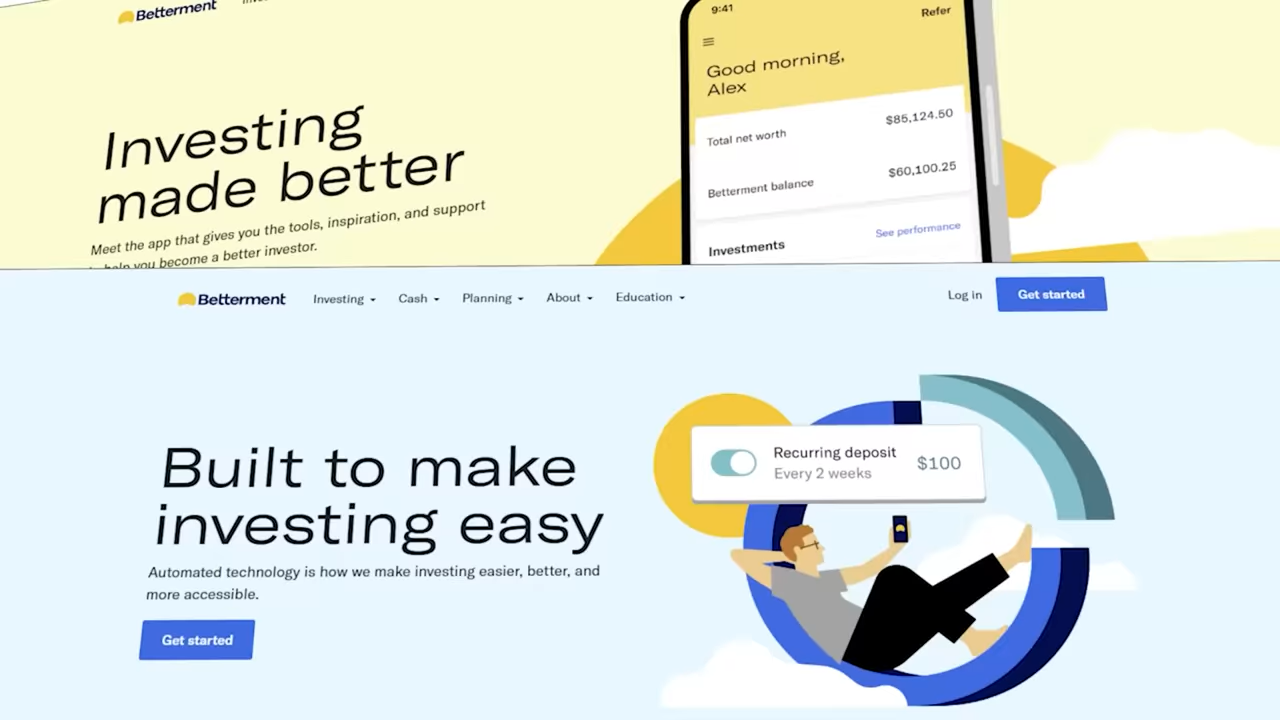 Betterment
9:41
Refer
Good morning,
Alex
Total net worth $85,124.50
Betterment balance $60,100.25
Investments See performance
Investing
made better
Meet the app that gives you the tools, inspiration, and support
help you become a better investor.
Betterment Investing Cash Planning About Education Log in Get started
Built to make
investing easy
Automated technology is how we make investing easier, better, and
more accessible.
Get started
Recurring deposit
Every 2 weeks
$100